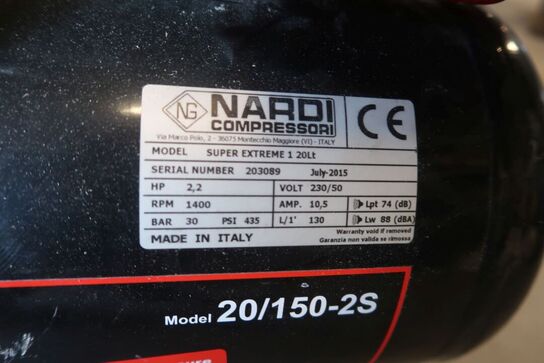 NG NARDI CE
COMPRESSORI
Via Marco Polo, 2 - 36075 Montecchio Maggiore (VI) - ITALY
MODEL SUPER EXTREME 1 20Lt
SERIAL NUMBER 203089 July-2015
HP 2,2 VOLT 230/50
RPM 1400 AMP. 10,5 Lpt 74 (dB)
BAR 30 PSI 435 L/1' 130 Lw 88 (dBA)
MADE IN ITALY Warranty void if removed
Garanzia non valida se rimossa
Model 20/150-2S